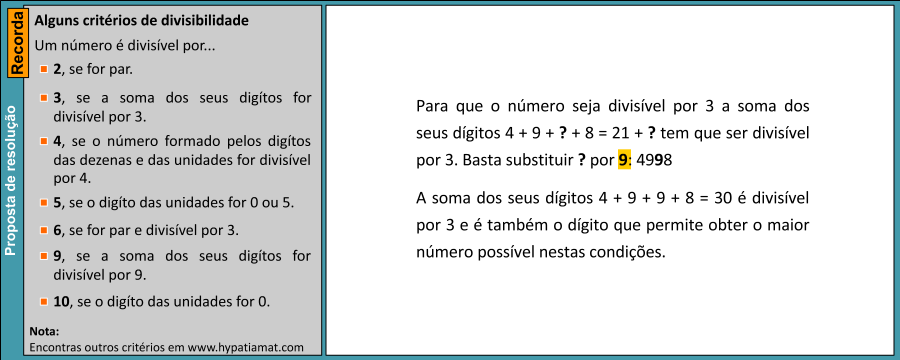 Recorda
Proposta de resolução
Alguns critérios de divisibilidade
Um número é divisível por...
2, se for par.
3, se a soma dos seus digítos for
divisível por 3.
4, se o número formado pelos digítos
das dezenas e das unidades for divisível
por 4.
5, se o digíto das unidades for 0 ou 5.
6, se for par e divisível por 3.
9, se a soma dos seus digítos for
divisível por 9.
10, se o digíto das unidades for 0.
Nota:
Encontras outros critérios em www.hypatiamat.com
Para que o número seja divisível por 3 a soma dos
seus dígitos 4 + 9 + ? + 8 = 21 + ? tem que ser divisível
por 3. Basta substituir ? por 9: 4998
A soma dos seus dígitos 4 + 9 + 9 + 8 = 30 é divisível
por 3 e é também o dígito que permite obter o maior
número possível nestas condições.